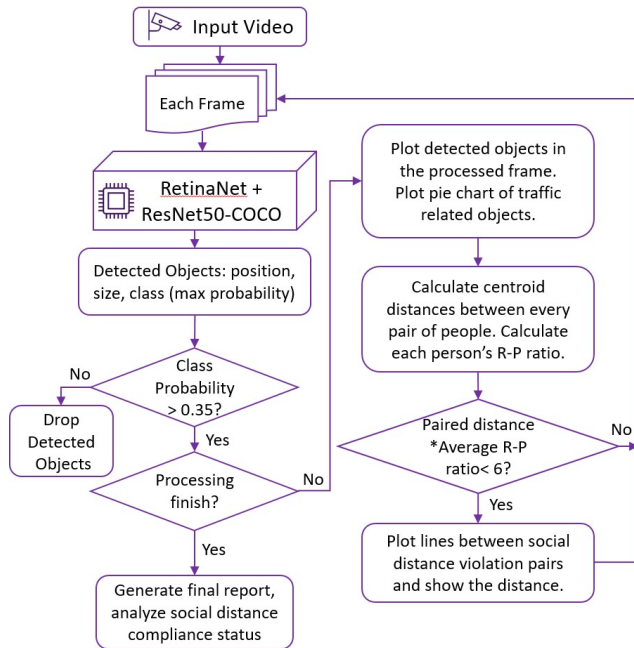 Input Video
Each Frame
RetinaNet +
ResNet50-COCO
Detected Objects: position,
size, class (max probability)
Class
Probability
> 0.35?
No
Drop
Detected
Objects
Yes
Processing
finish?
No
Yes
Generate final report,
analyze social distance
compliance status
Plot detected objects in
the processed frame.
Plot pie chart of traffic
related objects.
Calculate centroid
distances between every
pair of people. Calculate
each person's R-P ratio.
Paired distance
*Average R-P
ratio< 6?
No
Yes
Plot lines between social
distance violation pairs
and show the distance.